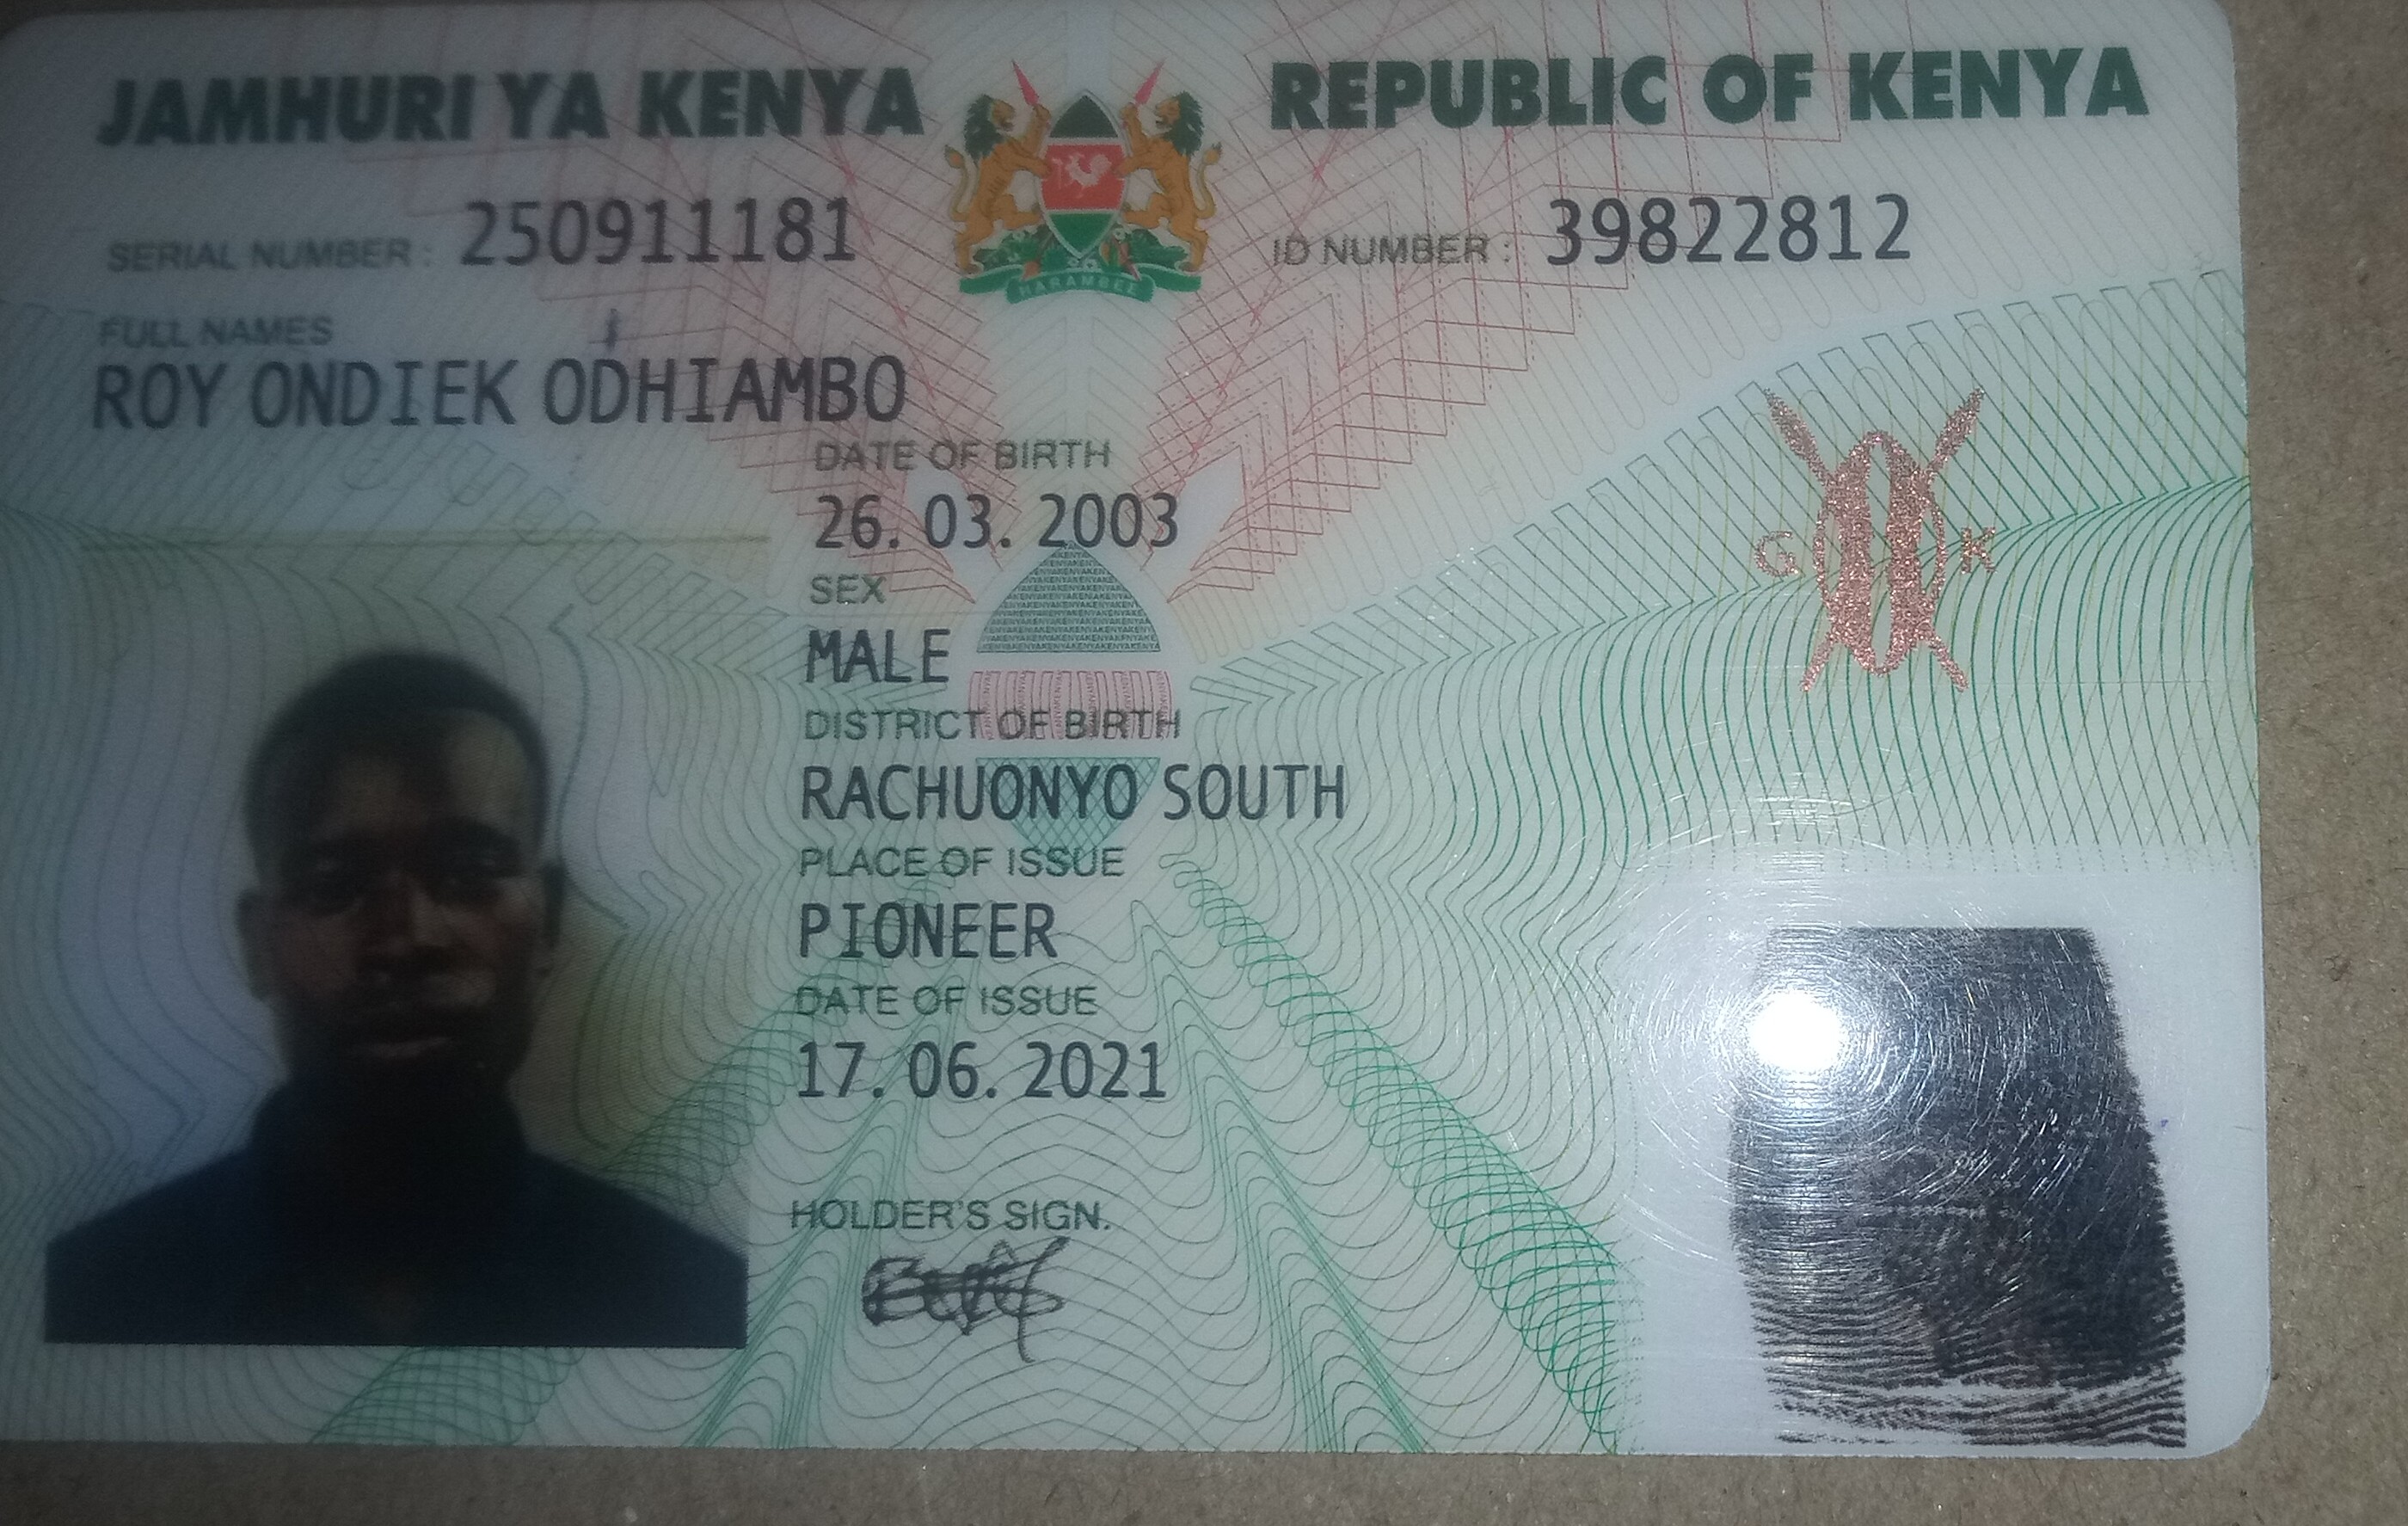 JAMHURI YA KENYA
REPUBLIC OF KENYA
HARAMBEE
SERIAL NUMBER : 250911181
ID NUMBER : 39822812
FULL NAMES
ROY ONDIEK ODHIAMBO
DATE OF BIRTH
26. 03. 2003
SEX
MALE
DISTRICT OF BIRTH
RACHUONYO SOUTH
PLACE OF ISSUE
PIONEER
DATE OF ISSUE
17. 06. 2021
HOLDER'S SIGN.
G K